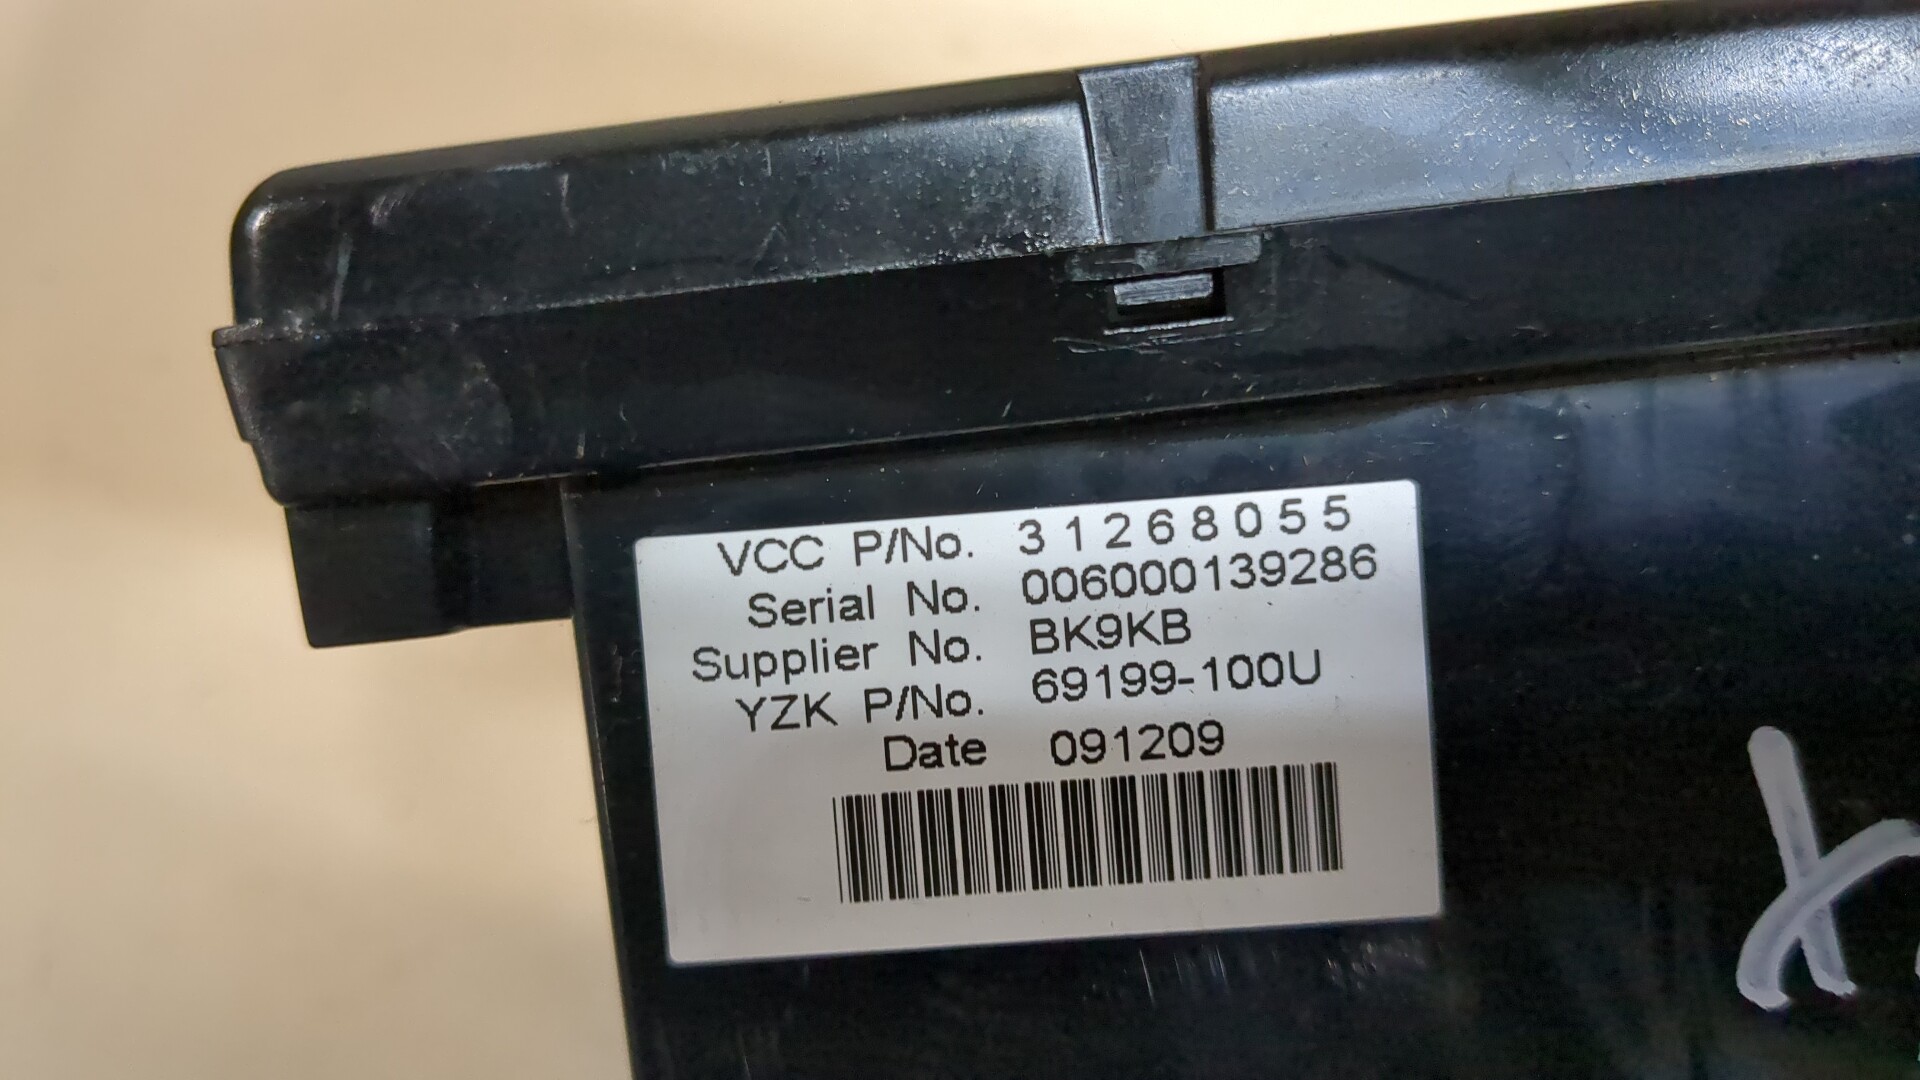 VCC P/No. 31268055
Serial No. 006000139286
Supplier No. BK9KB
YZK P/No. 69199-100U
Date 091209